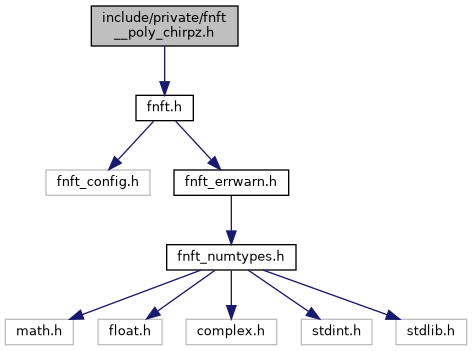 include/private/fnft
__poly_chirpz.h
fnft.h
fnft_config.h
fnft_errwarn.h
fnft_numtypes.h
math.h
float.h
complex.h
stdint.h
stdlib.h